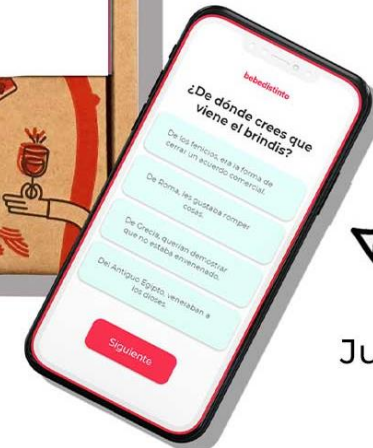 bebedistinto
¿De dónde crees que
viene el brindis?
De los fenicios, era la forma de
cerrar un acuerdo comercial.
De Roma, les gustaba romper
cosas.
De Grecia, querían demostrar
que no estaba envenenado.
Del Antiguo Egipto, veneraban a
los dioses.
Siguiente
Ju